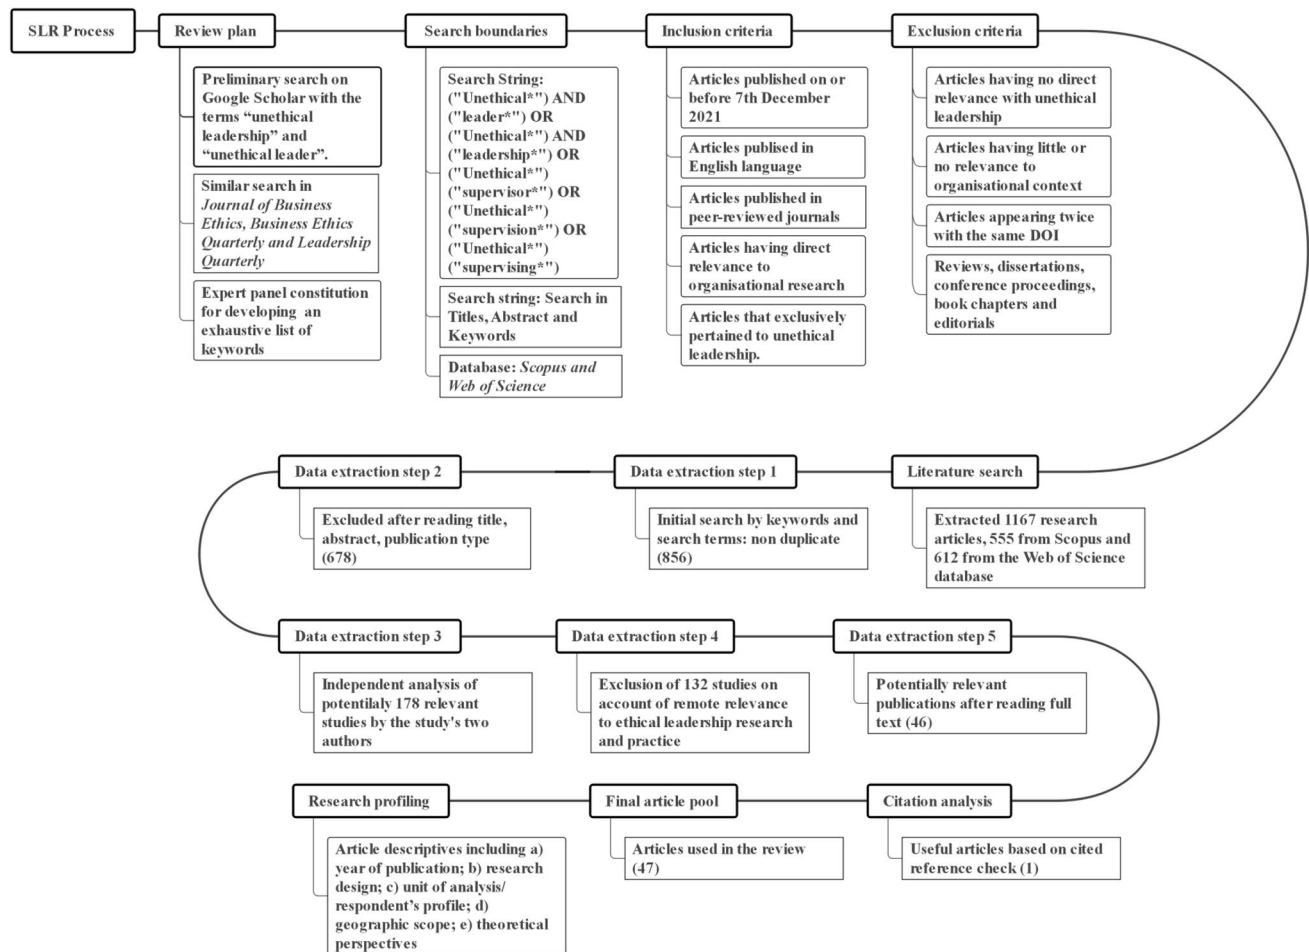 SLR Process
Review plan
Preliminary search on
Google Scholar with the
terms “unethical
leadership” and
“unethical leader”.
Similar search in
Journal of Business
Ethics, Business Ethics
Quarterly and Leadership
Quarterly
Expert panel constitution
for developing an
exhaustive list of
keywords
Search boundaries
Search String:
("Unethical*") AND
("leader*") OR
("Unethical*") AND
("leadership*") OR
("Unethical*")
("supervisor*") OR
("Unethical*")
("supervision*") OR
("Unethical*")
("supervising*")
Search string: Search in
Titles, Abstract and
Keywords
Database: Scopus and
Web of Science
Inclusion criteria
Articles published on or
before 7th December
2021
Articles publised in
English language
Articles published in
peer-reviewed journals
Articles having direct
relevance to
organisational research
Articles that exclusively
pertained to unethical
leadership.
Exclusion criteria
Articles having no direct
relevance with unethical
leadership
Articles having little or
no relevance to
organisational context
Articles appearing twice
with the same DOI
Reviews, dissertations,
conference proceedings,
book chapters and
editorials
Literature search
Extracted 1167 research
articles, 555 from Scopus and
612 from the Web of Science
database
Data extraction step 1
Initial search by keywords and
search terms: non duplicate
(856)
Data extraction step 2
Excluded after reading title,
abstract, publication type
(678)
Data extraction step 3
Independent analysis of
potentilaly 178 relevant
studies by the study's two
authors
Data extraction step 4
Exclusion of 132 studies on
account of remote relevance
to ethical leadership research
and practice
Data extraction step 5
Potentially relevant
publications after reading full
text (46)
Citation analysis
Useful articles based on cited
reference check (1)
Final article pool
Articles used in the review
(47)
Research profiling
Article descriptives including a)
year of publication; b) research
design; c) unit of analysis/
respondent’s profile; d)
geographic scope; e) theoretical
perspectives